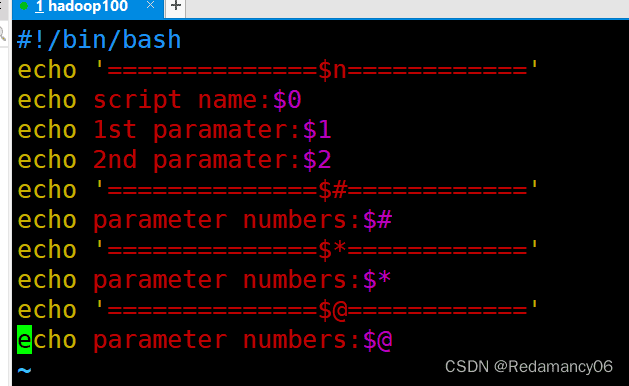 1 hadoop100 × +
#!/bin/bash
echo '==============$n============'
echo script name:$0
echo 1st paramater:$1
echo 2nd paramater:$2
echo '==============$#============'
echo parameter numbers:$#
echo '==============$*============'
echo parameter numbers:$*
echo '==============$@============'
echo parameter numbers:$@
~
CSDN @Redamancy06